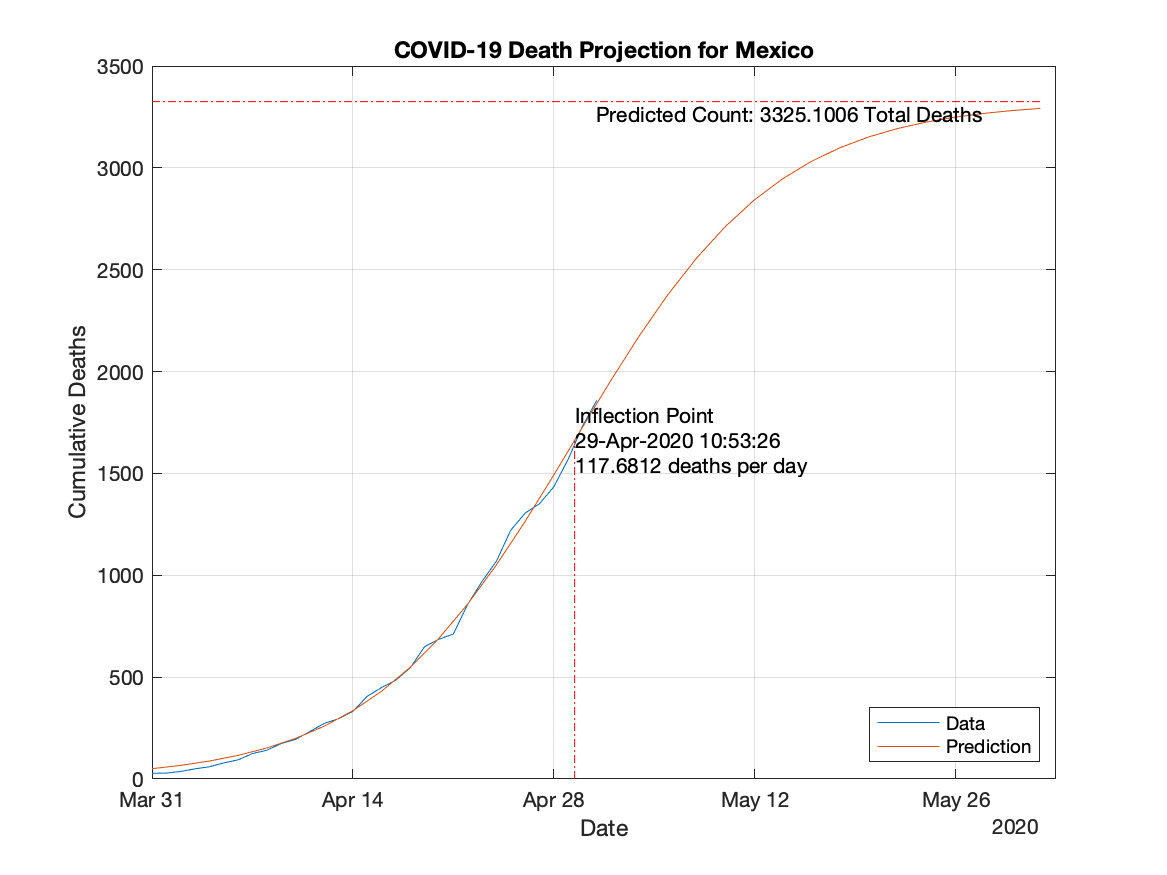 COVID-19 Death Projection for Mexico
3500
Predicted Count: 3325.1006 Total Deaths
3000
2500
2000
Cumulative Deaths
Inflection Point
29-Apr-2020 10:53:26
117.6812 deaths per day
1500
1000
500
Data
Prediction
0
Mar 31
Apr 14
Apr 28
May 12
May 26
Date
2020